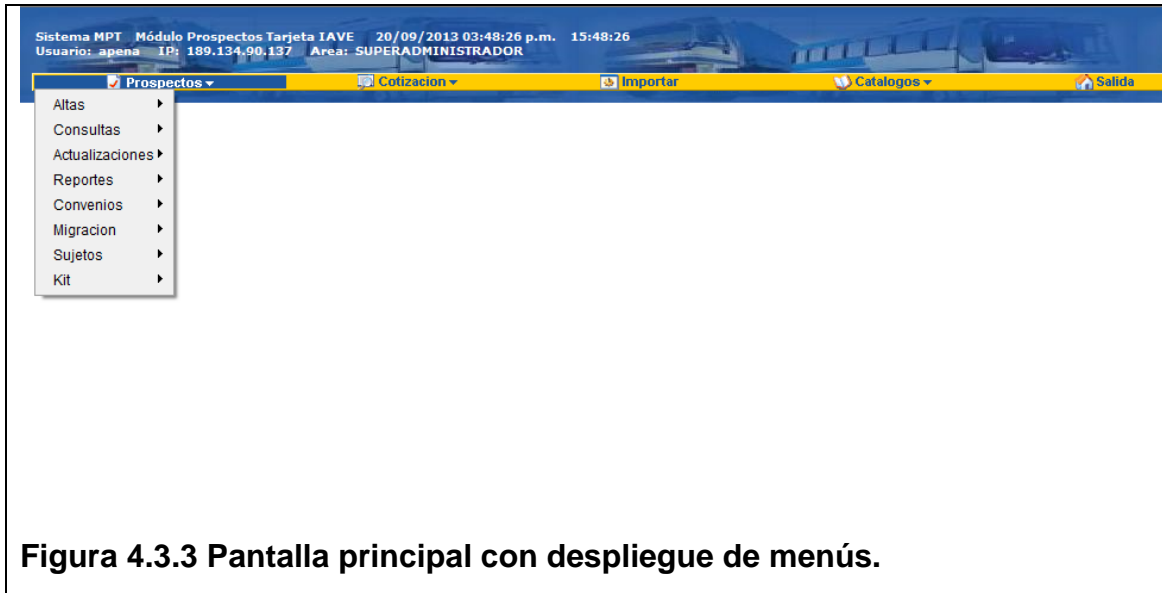 Sistema MPT Módulo Prospectos Tarjeta IAVE 20/09/2013 03:48:26 p.m. 15:48:26
Usuario: apena IP: 189.134.90.137 Area: SUPERADMINISTRADOR
Prospectos Cotizacion Importar Catalogos Salida
Altas
Consultas
Actualizaciones
Reportes
Convenios
Migracion
Sujetos
Kit
Figura 4.3.3 Pantalla principal con despliegue de menús.